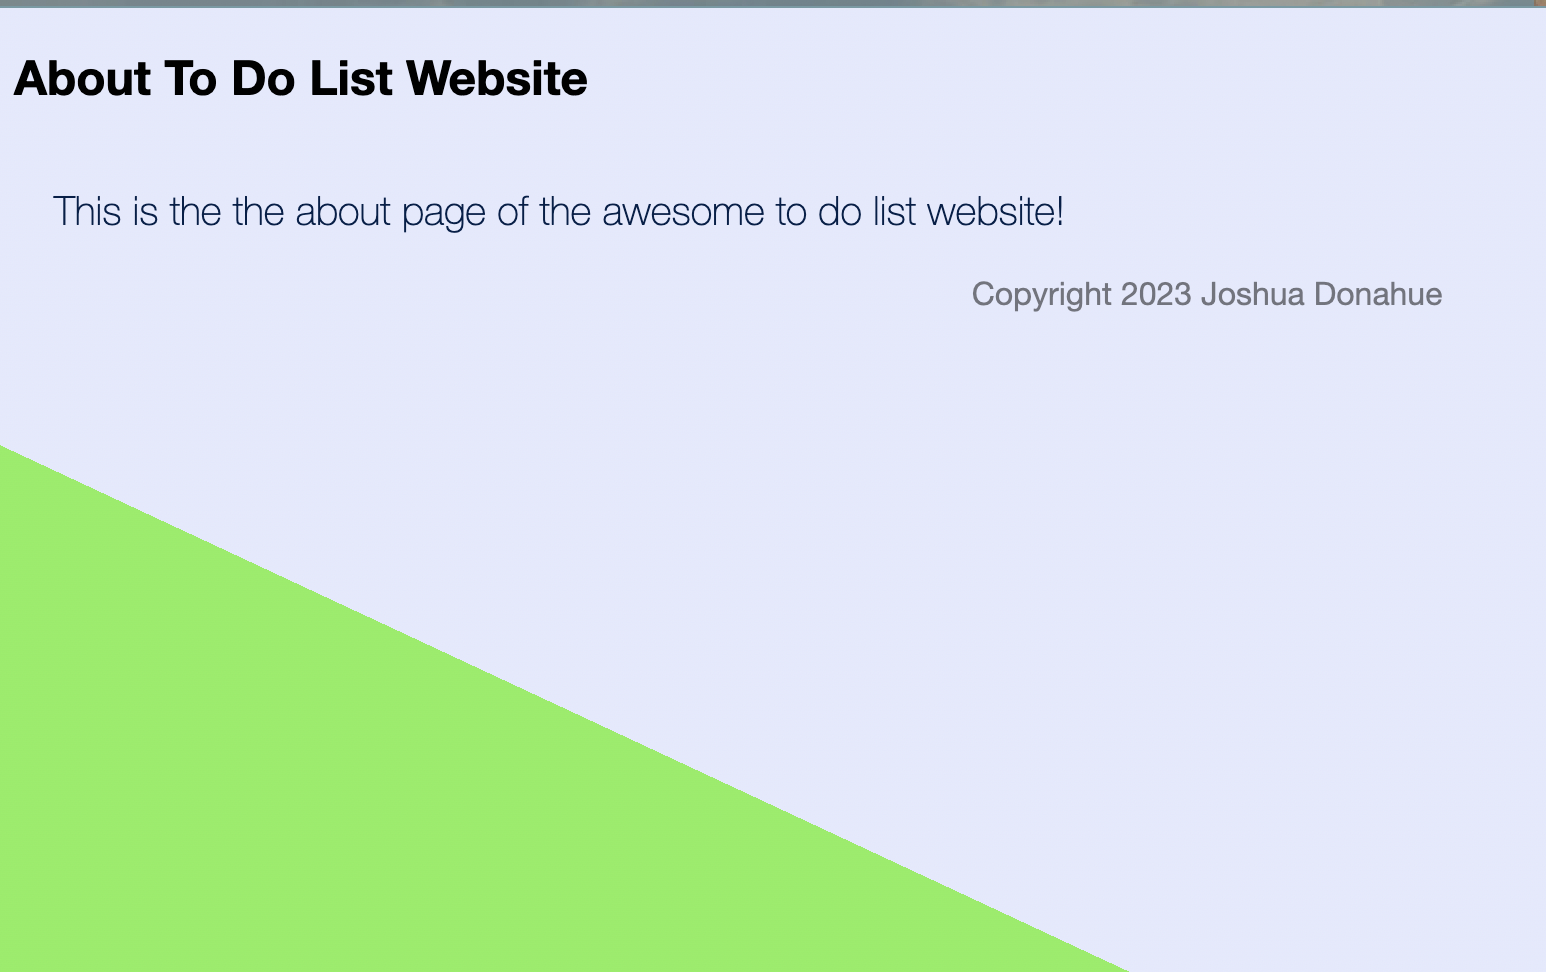 About To Do List Website
This is the the about page of the awesome to do list website!
Copyright 2023 Joshua Donahue